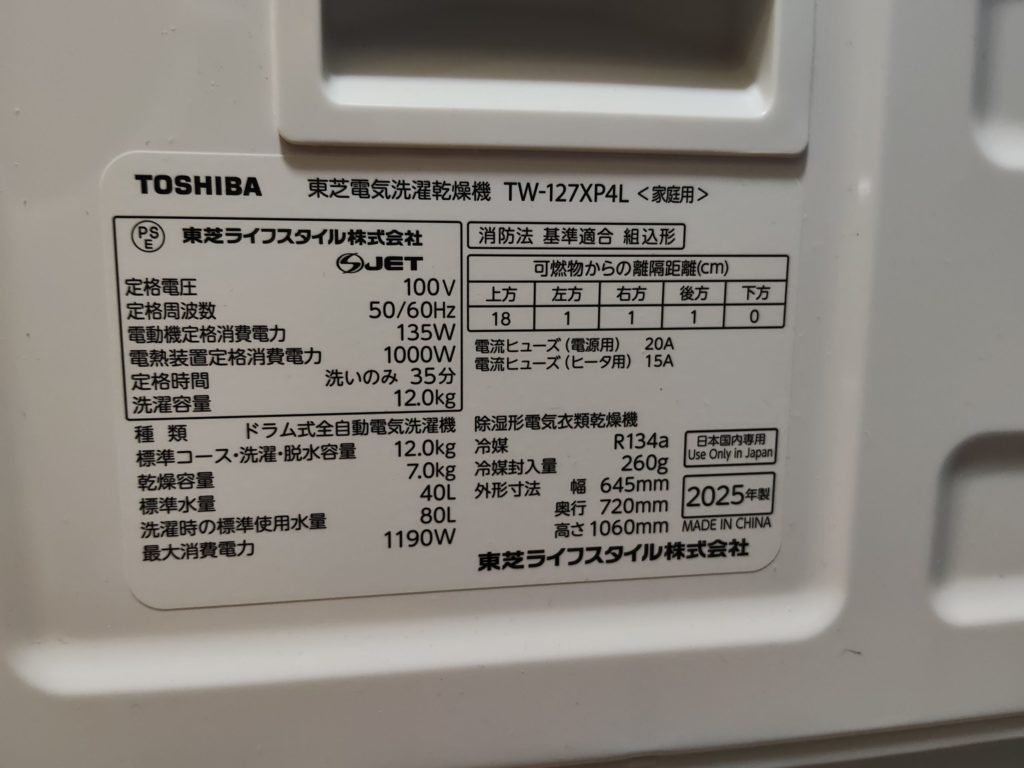 TOSHIBA 東芝電気洗濯乾燥機 TW-127XP4L <家庭用>
PSE 東芝ライフスタイル株式会社
SJET
定格電圧 100V
定格周波数 50/60Hz
電動機定格消費電力 135W
電熱装置定格消費電力 1000W
定格時間 洗いのみ 35分
洗濯容量 12.0kg
種類 ドラム式全自動電気洗濯機
標準コース・洗濯・脱水容量 12.0kg
乾燥容量 7.0kg
標準水量 40L
洗濯時の標準使用水量 80L
最大消費電力 1190W
消防法 基準適合 組込形
可燃物からの離隔距離(cm)
上方 左方 右方 後方 下方
18 1 1 1 0
電流ヒューズ(電源用) 20A
電流ヒューズ(ヒータ用) 15A
除湿形電気衣類乾燥機
冷媒 R134a
冷媒封入量 260g
外形寸法 幅 645mm
奥行 720mm
高さ 1060mm
日本国内専用
Use Only in Japan
2025年製
MADE IN CHINA
東芝ライフスタイル株式会社